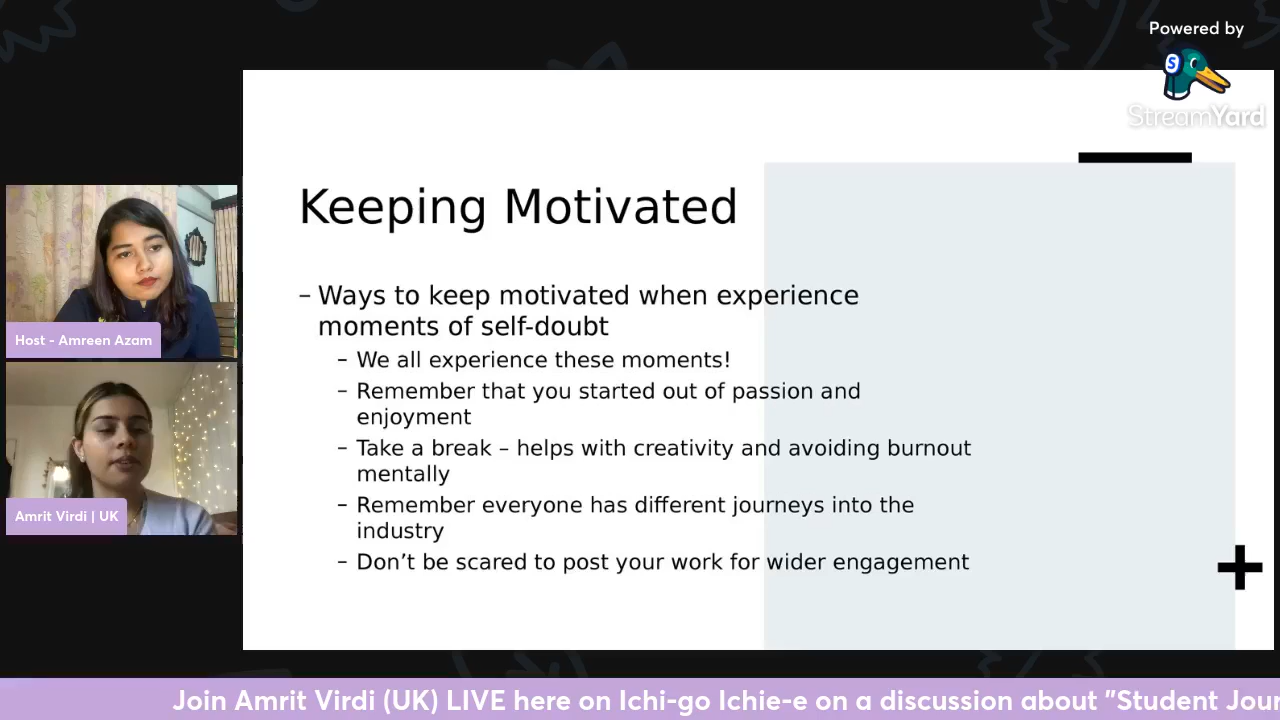 Powered by
S
StreamYard
Keeping Motivated
– Ways to keep motivated when experience
moments of self-doubt
– We all experience these moments!
– Remember that you started out of passion and
enjoyment
– Take a break – helps with creativity and avoiding burnout
mentally
– Remember everyone has different journeys into the
industry
– Don’t be scared to post your work for wider engagement
Host - Amreen Azam
Amrit Virdi | UK
Join Amrit Virdi (UK) LIVE here on Ichi-go Ichie-e on a discussion about "Student Jour